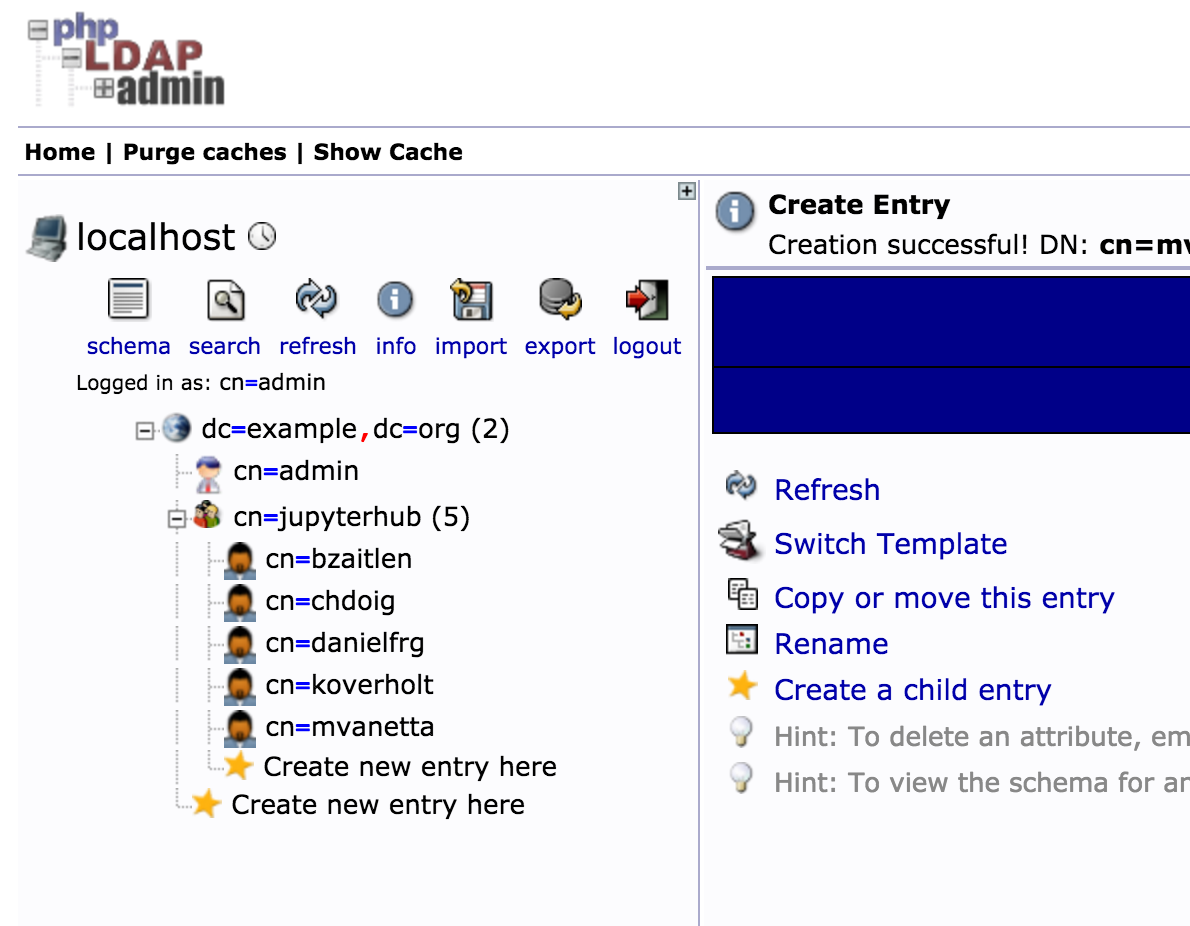 php
LDAP
admin
Home | Purge caches | Show Cache
localhost
schema search refresh info import export logout
Logged in as: cn=admin
dc=example,dc=org (2)
cn=admin
cn=jupyterhub (5)
cn=bzaitlen
cn=chdoig
cn=danielfrg
cn=koverholt
cn=mvanetta
Create new entry here
Create new entry here
Create Entry
Creation successful! DN: cn=mv
Refresh
Switch Template
Copy or move this entry
Rename
Create a child entry
Hint: To delete an attribute, em
Hint: To view the schema for an